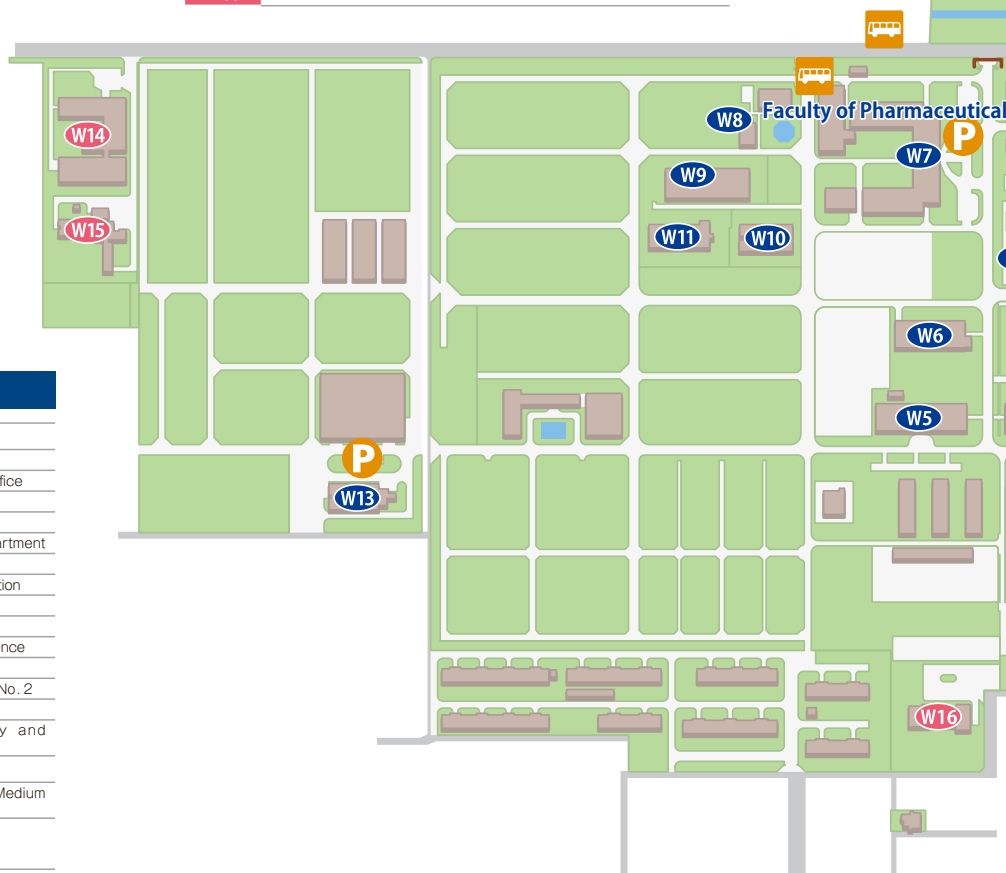 Faculty of Pharmaceutical
W8
P
W14
W7
W9
W15
W11
W10
W6
W5
fice
P
W13
artment
tion
nce
No. 2
y and
W16
Medium